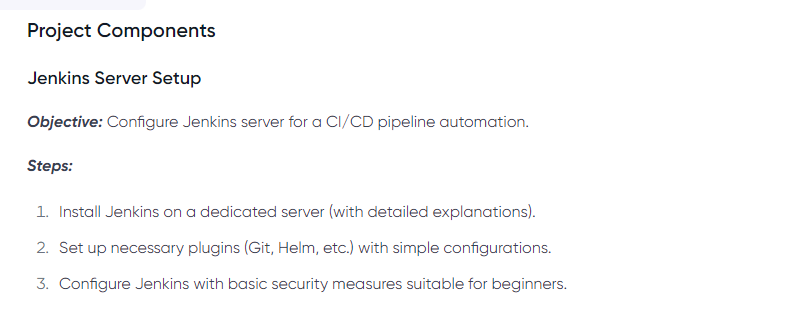 Project Components
Jenkins Server Setup
Objective: Configure Jenkins server for a CI/CD pipeline automation.
Steps:
1. Install Jenkins on a dedicated server (with detailed explanations).
2. Set up necessary plugins (Git, Helm, etc.) with simple configurations.
3. Configure Jenkins with basic security measures suitable for beginners.